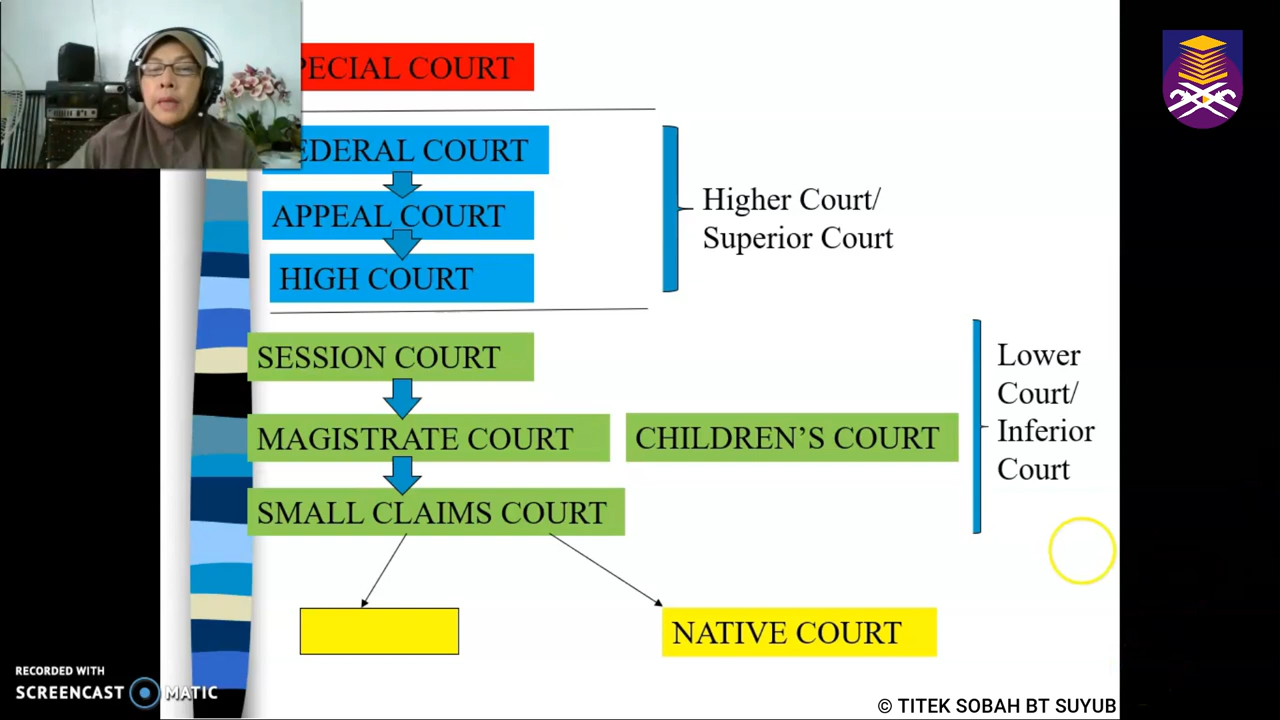 PECIAL COURT
EDERAL COURT
APPEAL COURT
HIGH COURT
Higher Court/
Superior Court
SESSION COURT
MAGISTRATE COURT
CHILDREN’S COURT
SMALL CLAIMS COURT
Lower
Court/
Inferior
Court
NATIVE COURT
RECORDED WITH
SCREENCAST MATIC
© TITEK SOBAH BT SUYUB